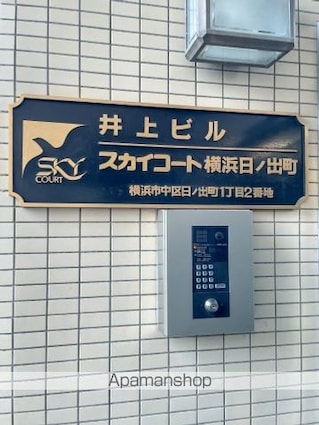 井上ビル
SKY
COURT
スカイコート横浜日ノ出町
横浜市中区日ノ出町1丁目2番地
Apamanshop